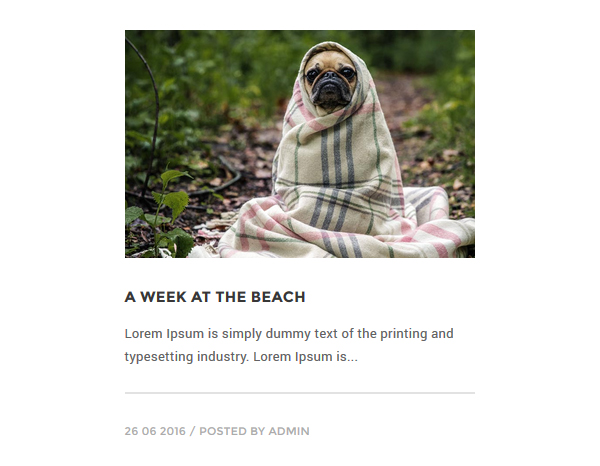 A WEEK AT THE BEACH
Lorem Ipsum is simply dummy text of the printing and
typesetting industry. Lorem Ipsum is...
26 06 2016 / POSTED BY ADMIN